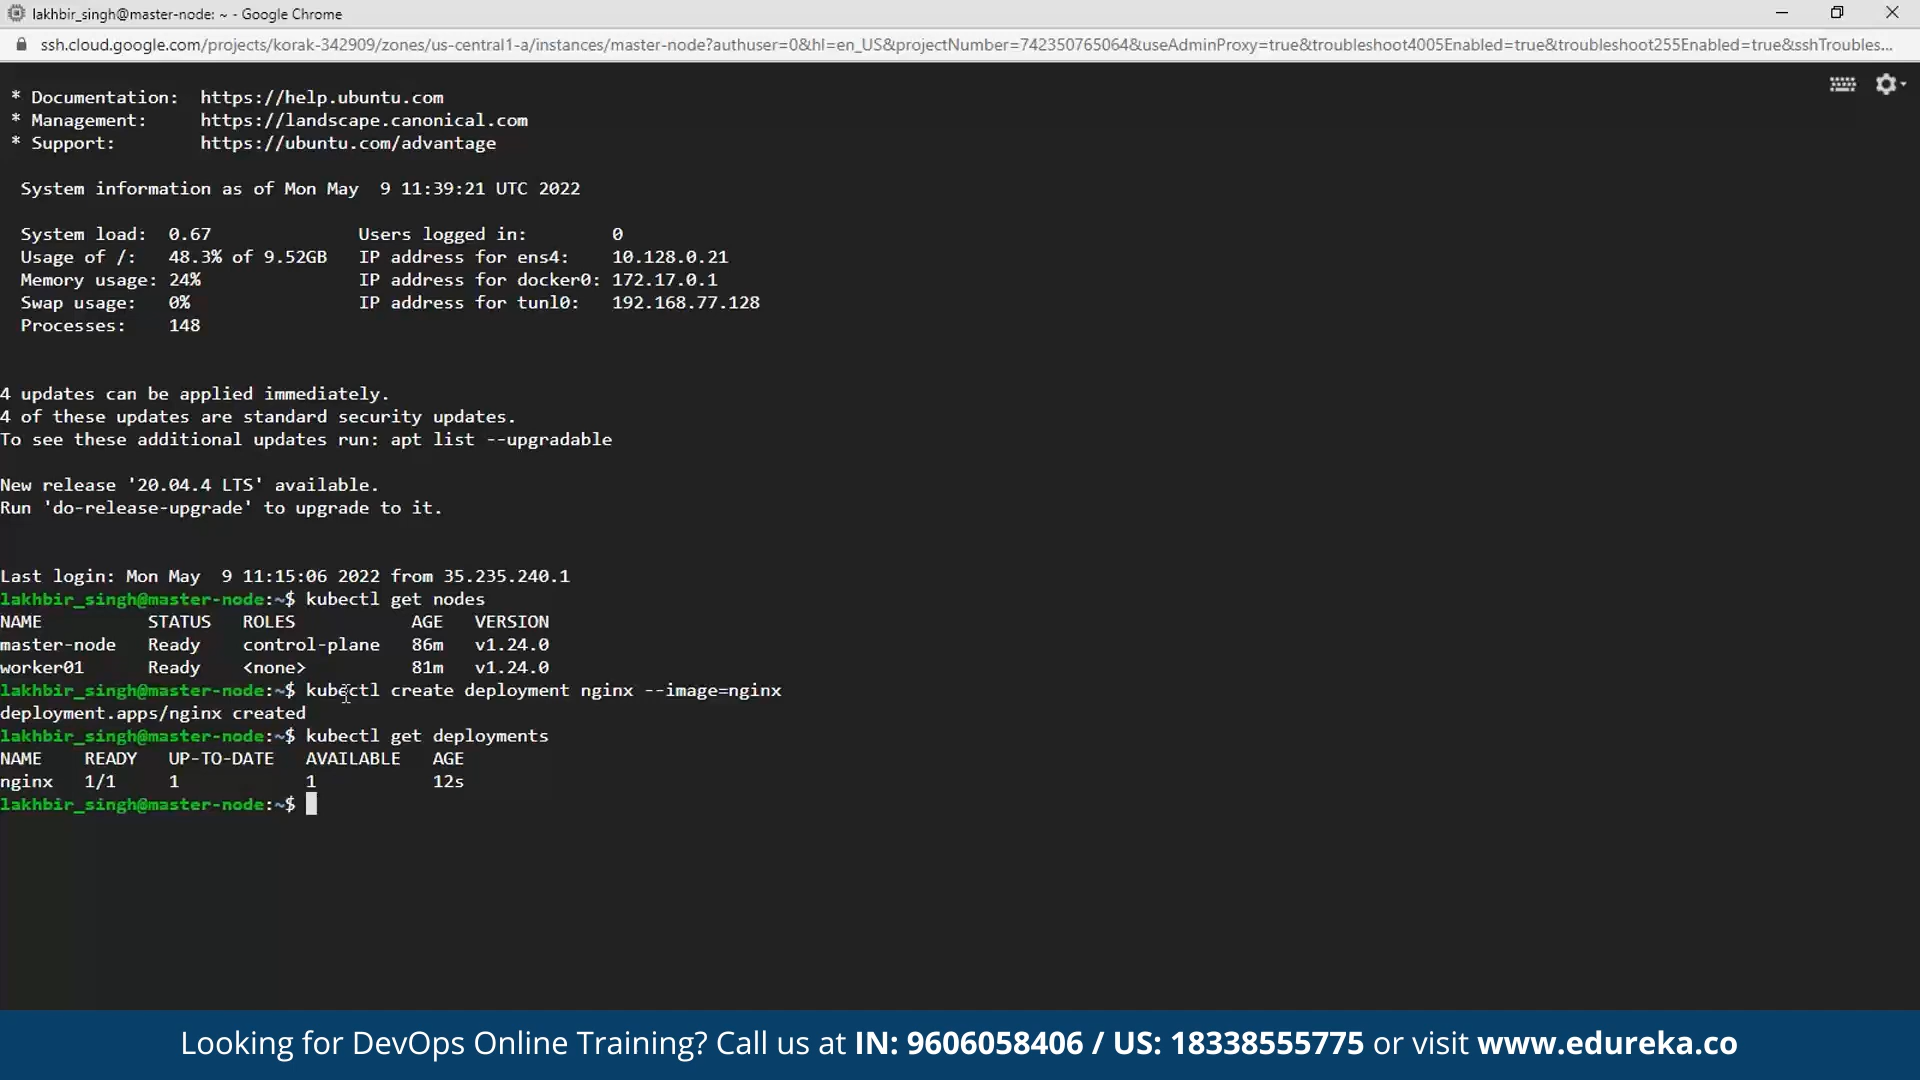 lakhbir_singh@master-node: ~ - Google Chrome
ssh.cloud.google.com/projects/korak-342909/zones/us-central1-a/instances/master-node?authuser=0&hl=en_US&projectNumber=742350765064&useAdminProxy=true&troubleshoot4005Enabled=true&troubleshoot255Enabled=true&sshTroubles...
* Documentation:  https://help.ubuntu.com
* Management:     https://landscape.canonical.com
* Support:        https://ubuntu.com/advantage
System information as of Mon May  9 11:39:21 UTC 2022
System load:  0.67              Users logged in:        0
Usage of /:   48.3% of 9.52GB   IP address for ens4:    10.128.0.21
Memory usage: 24%               IP address for docker0: 172.17.0.1
Swap usage:   0%                IP address for tunl0:   192.168.77.128
Processes:    148
4 updates can be applied immediately.
4 of these updates are standard security updates.
To see these additional updates run: apt list --upgradable
New release '20.04.4 LTS' available.
Run 'do-release-upgrade' to upgrade to it.
Last login: Mon May  9 11:15:06 2022 from 35.235.240.1
lakhbir_singh@master-node:~$ kubectl get nodes
NAME          STATUS   ROLES           AGE   VERSION
master-node   Ready    control-plane   86m   v1.24.0
worker01      Ready    <none>          81m   v1.24.0
lakhbir_singh@master-node:~$ kubectl create deployment nginx --image=nginx
deployment.apps/nginx created
lakhbir_singh@master-node:~$ kubectl get deployments
NAME    READY   UP-TO-DATE   AVAILABLE   AGE
nginx   1/1     1            1           12s
lakhbir_singh@master-node:~$
Looking for DevOps Online Training? Call us at IN: 9606058406 / US: 18338555775 or visit www.edureka.co